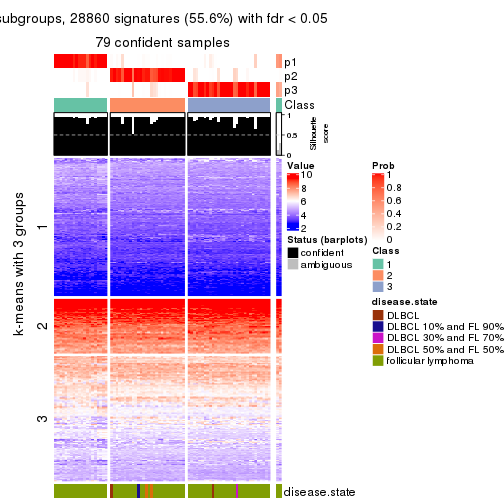 subgroups, 28860 signatures (55.6%) with fdr < 0.05
79 confident samples
p1
p2
p3
Class
1
0.5
0
Silhouette
score
k-means with 3 groups
1
2
3
disease.state
Value
10
8
6
4
2
Status (barplots)
confident
ambiguous
Prob
1
0.8
0.6
0.4
0.2
0
Class
1
2
3
disease.state
DLBCL
DLBCL 10% and FL 90%
DLBCL 30% and FL 70%
DLBCL 50% and FL 50%
follicular lymphoma